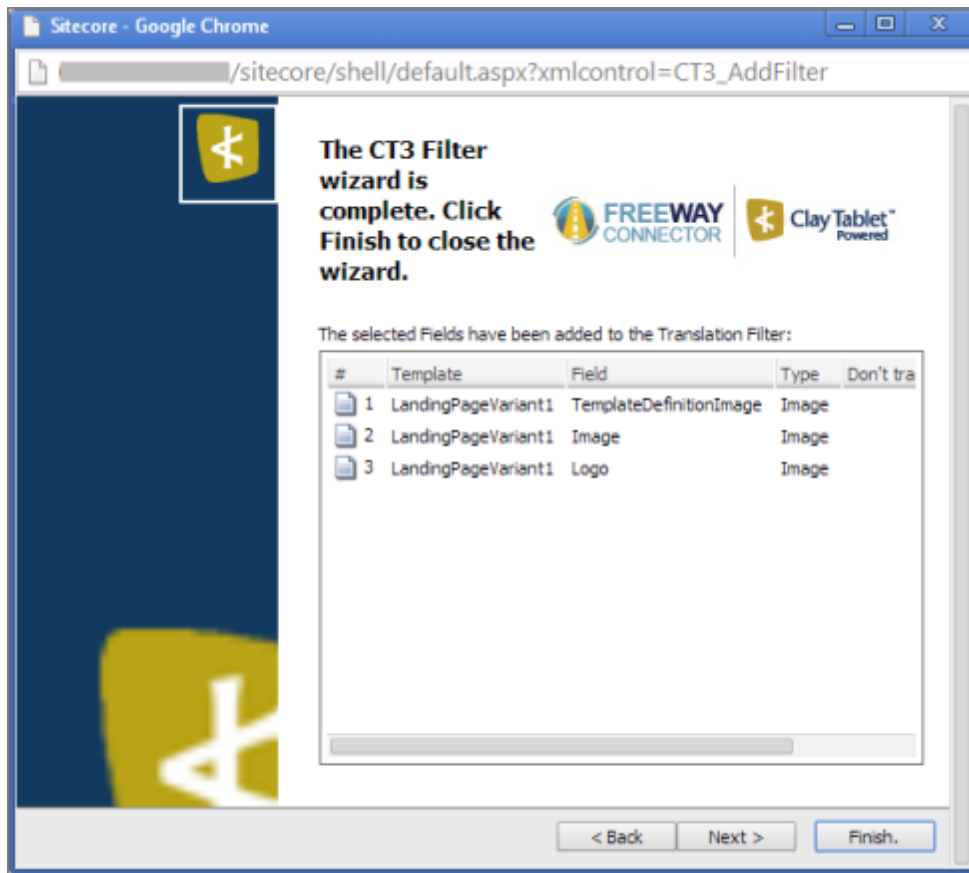 Sitecore - Google Chrome
/sitecore/shell/default.aspx?xmlcontrol=CT3_AddFilter
The CT3 Filter
wizard is
complete. Click
Finish to close the
wizard.
FREEWAY
CONNECTOR
Clay Tablet™
Powered
The selected Fields have been added to the Translation Filter:
# Template Field Type Don't tra
1 LandingPageVariant1 TemplateDefinitionImage Image
2 LandingPageVariant1 Image Image
3 LandingPageVariant1 Logo Image
< Back Next > Finish.